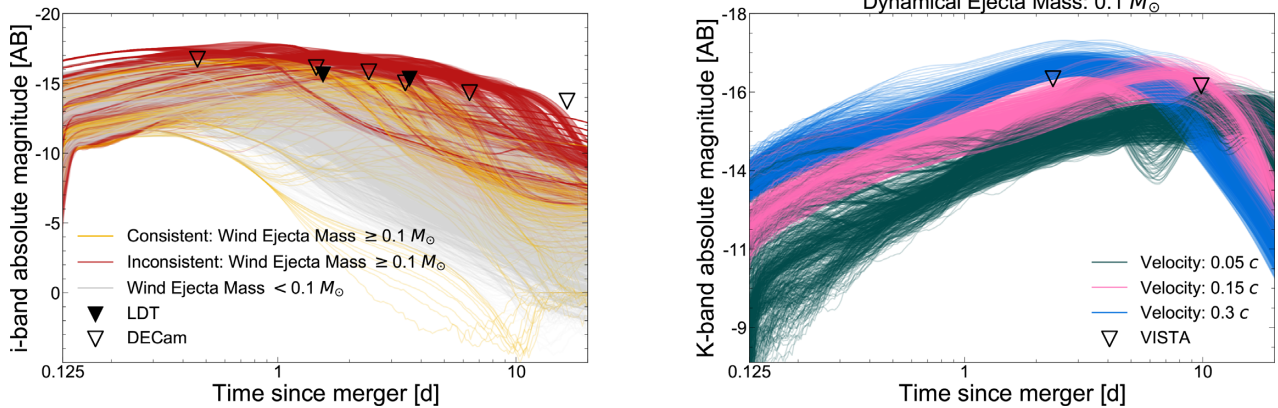 i-band absolute magnitude [AB]
-20
-15
-10
-5
0
Consistent: Wind Ejecta Mass ≥ 0.1 M⊙
Inconsistent: Wind Ejecta Mass ≥ 0.1 M⊙
Wind Ejecta Mass < 0.1 M⊙
LDT
DECam
0.125
1
10
Time since merger [d]
Dynamical Ejecta Mass: 0.1 M⊙
K-band absolute magnitude [AB]
-18
-16
-14
-11
-9
Velocity: 0.05 c
Velocity: 0.15 c
Velocity: 0.3 c
VISTA
0.125
1
10
Time since merger [d]